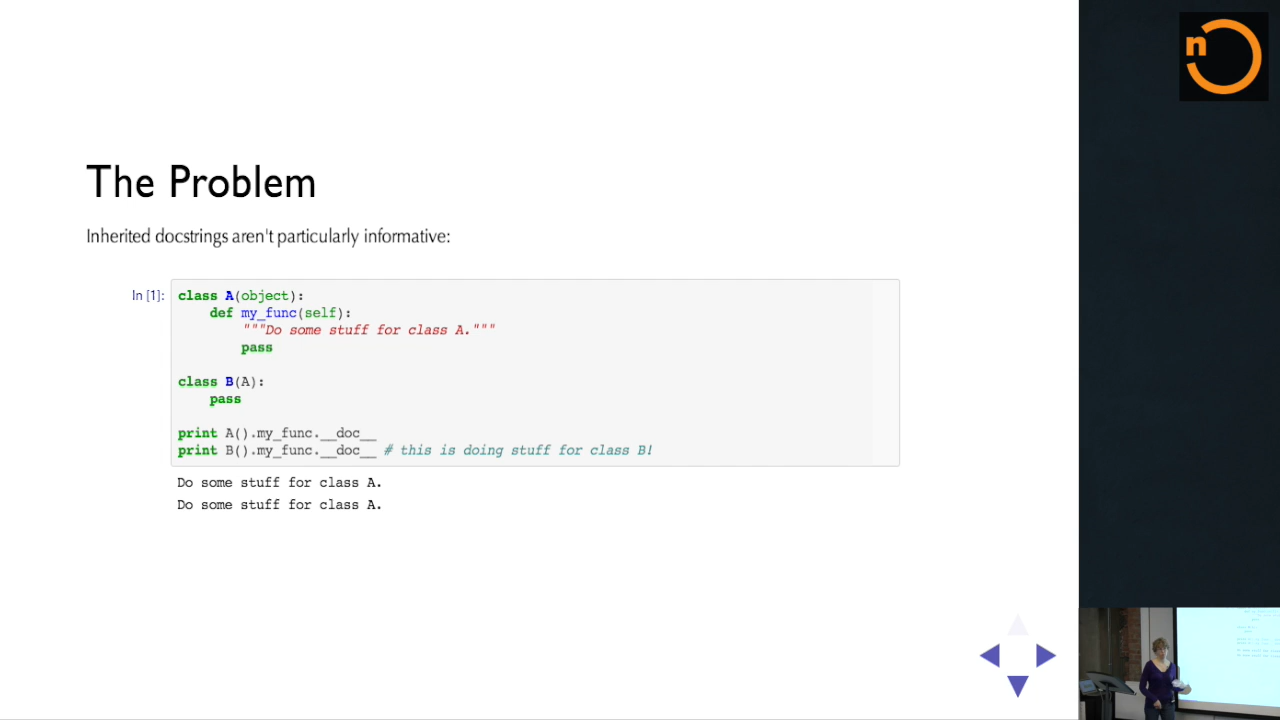 n
The Problem
Inherited docstrings aren't particularly informative:
In [1]:
class A(object):
    def my_func(self):
        """Do some stuff for class A."""
        pass
class B(A):
    pass
print A().my_func.__doc__
print B().my_func.__doc__ # this is doing stuff for class B!
Do some stuff for class A.
Do some stuff for class A.